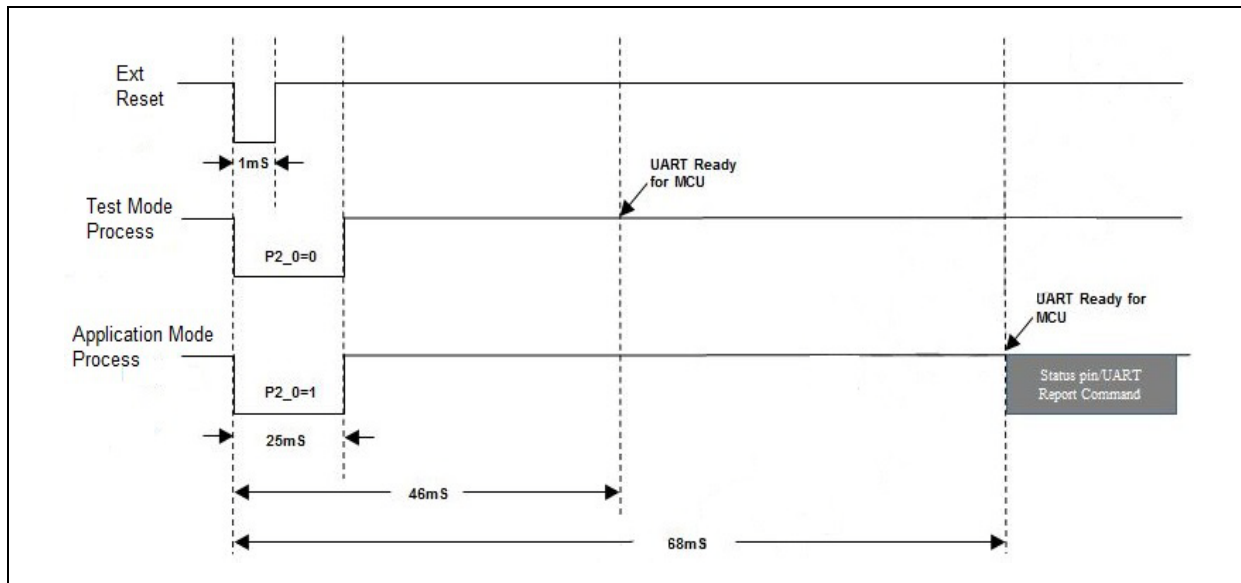 Ext
Reset
1mS
UART Ready
for MCU
Test Mode
Process
P2_0=0
UART Ready for
MCU
Application Mode
Process
P2_0=1
Status pin/UART
Report Command
25mS
46mS
68mS